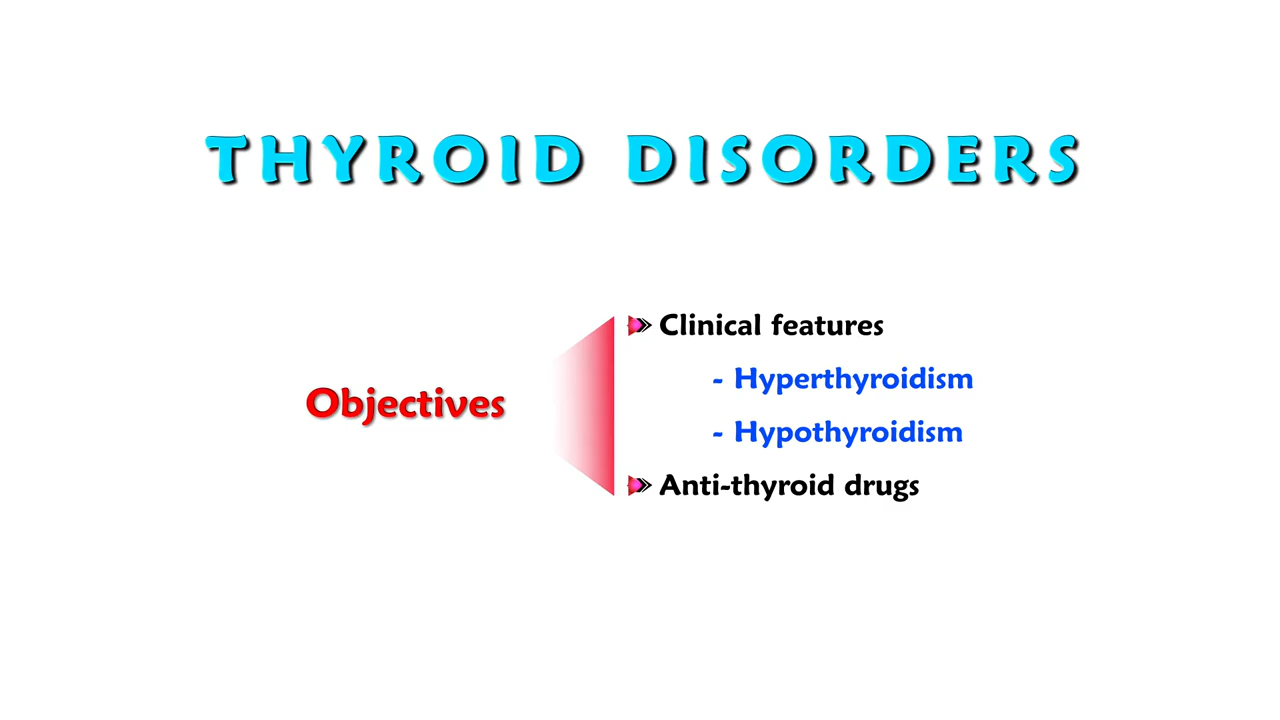 THYROID DISORDERS
Objectives
Clinical features
- Hyperthyroidism
- Hypothyroidism
Anti-thyroid drugs